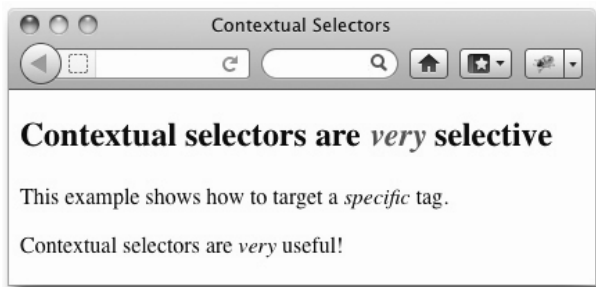 Contextual Selectors
Contextual selectors are very selective
This example shows how to target a specific tag.
Contextual selectors are very useful!